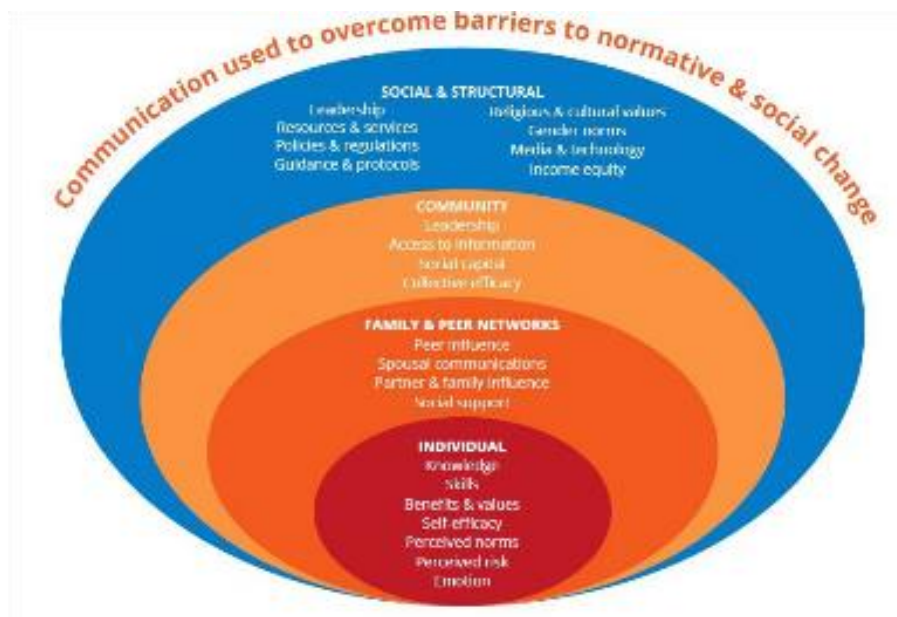 Communication used to overcome barriers to normative & social change
SOCIAL & STRUCTURAL
Leadership
Resources & services
Policies & regulations
Guidance & protocols
Religious & cultural values
Gender norms
Media & technology
Income equity
COMMUNITY
Leadership
Access to information
Social capital
Collective efficacy
FAMILY & PEER NETWORKS
Peer influence
Spousal communications
Partner & family influence
Social support
INDIVIDUAL
Knowledge
Skills
Benefits & values
Self-efficacy
Perceived norms
Perceived risk
Emotion